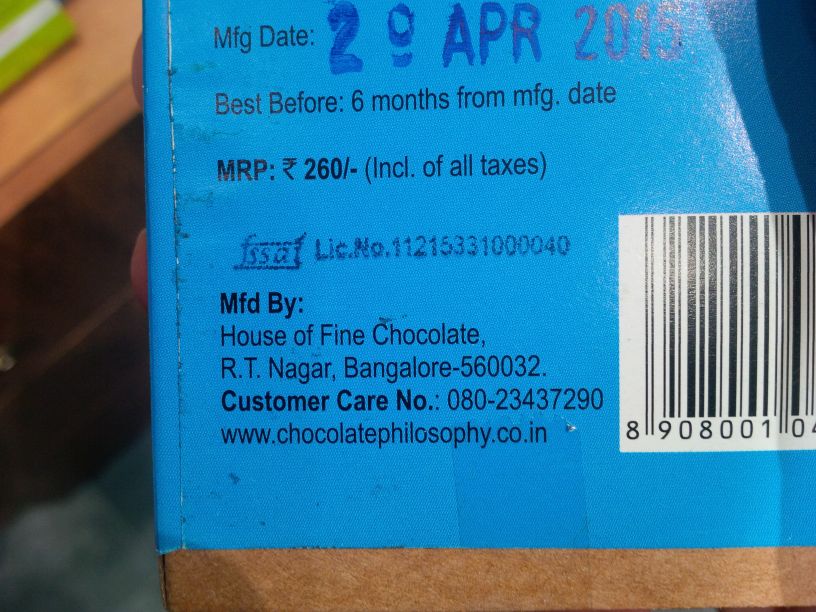 Mfg Date: 29 APR 2015
Best Before: 6 months from mfg. date
MRP: ₹ 260/- (Incl. of all taxes)
fssai Lic.No.11215331000040
Mfd By:
House of Fine Chocolate,
R.T. Nagar, Bangalore-560032.
Customer Care No.: 080-23437290
www.chocolatephilosophy.co.in
8 908001 04